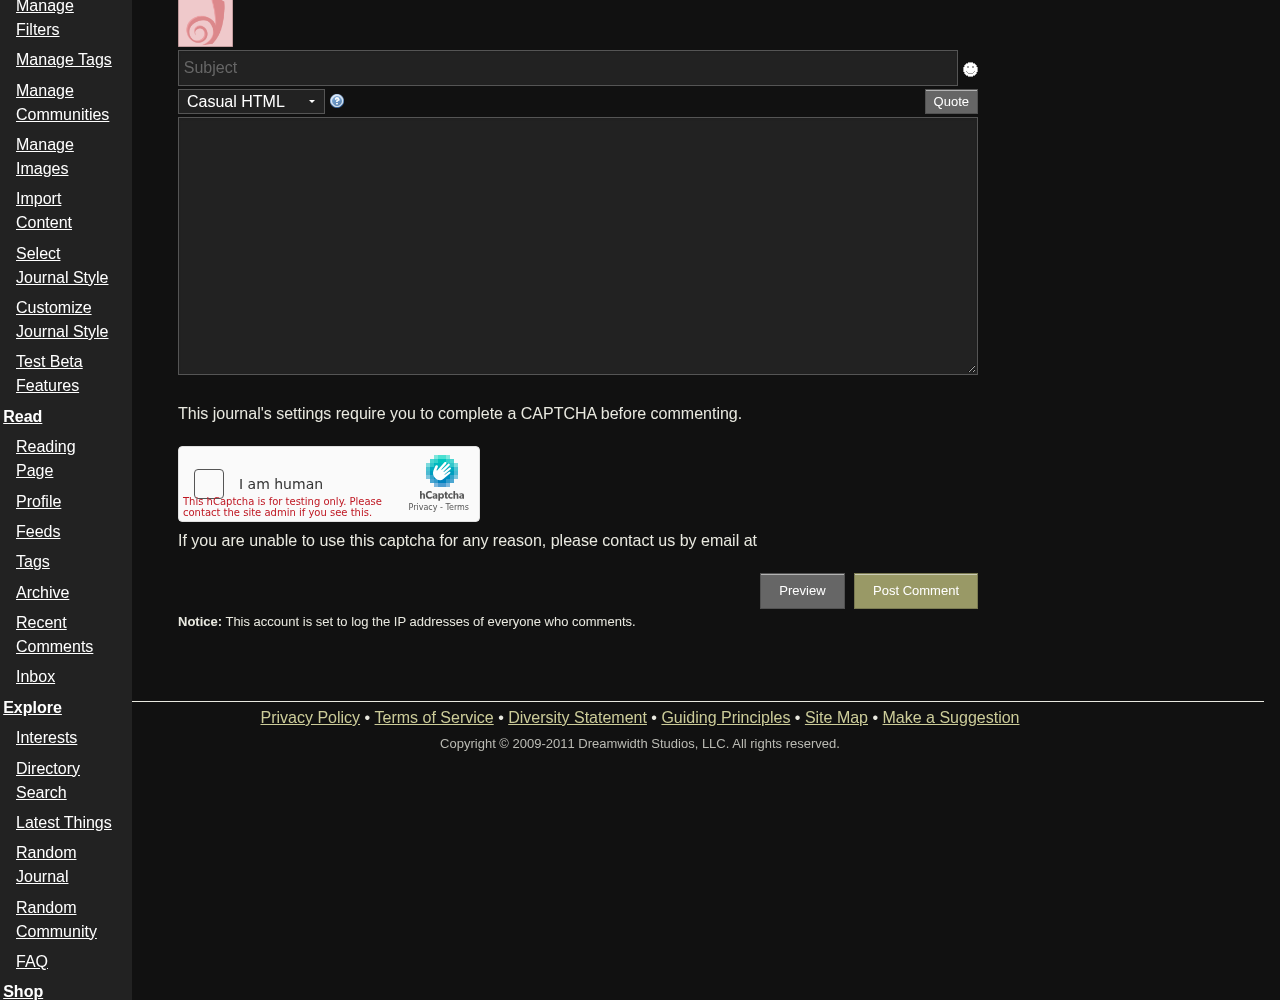 Manage
Filters
Manage Tags
Manage
Communities
Manage
Images
Import
Content
Select
Journal Style
Customize
Journal Style
Test Beta
Features
Read
Reading
Page
Profile
Feeds
Tags
Archive
Recent
Comments
Inbox
Explore
Interests
Directory
Search
Latest Things
Random
Journal
Random
Community
FAQ
Shop
Subject
Casual HTML
Quote
This journal's settings require you to complete a CAPTCHA before commenting.
I am human
This hCaptcha is for testing only. Please
contact the site admin if you see this.
hCaptcha
Privacy - Terms
If you are unable to use this captcha for any reason, please contact us by email at
Preview
Post Comment
Notice: This account is set to log the IP addresses of everyone who comments.
Privacy Policy • Terms of Service • Diversity Statement • Guiding Principles • Site Map • Make a Suggestion
Copyright © 2009-2011 Dreamwidth Studios, LLC. All rights reserved.